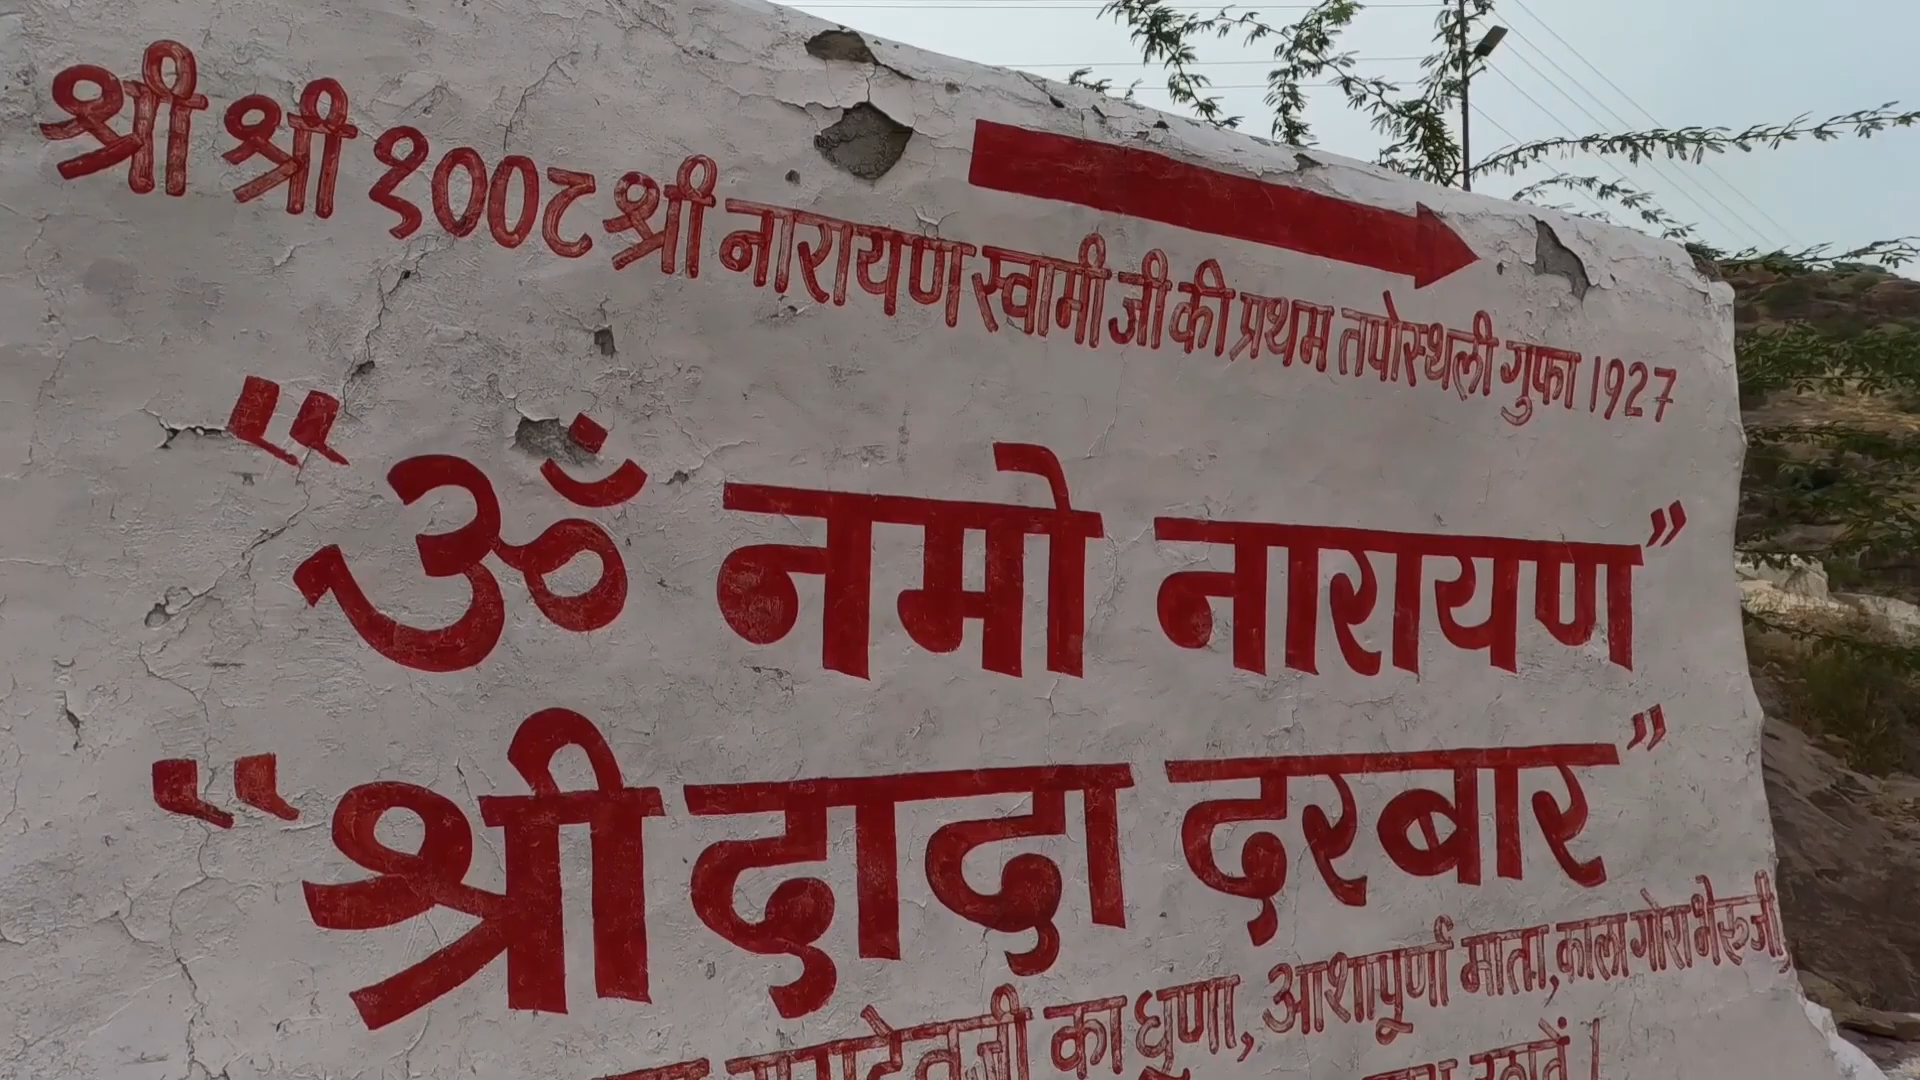 श्री श्री १००८ श्री नारायण स्वामी जी की प्रथम तपोस्थली गुफा 1927
“ॐ नमो नारायण”
“श्री दादा दरबार”
का धूणा, आशापूर्णा माता, काला गोरा भेरू जी,